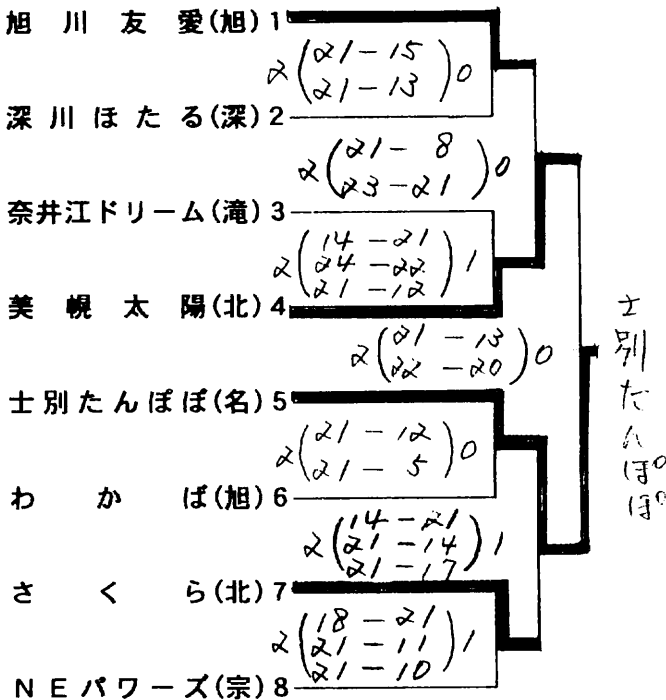 旭川友愛(旭) 1
2(21-15 21-13)0
深川ほたる(深) 2
2(21-8 23-21)0
奈井江ドリーム(滝) 3
2(14-21 24-22 21-12)1
美幌太陽(北) 4
2(21-13 22-20)0
士別たんぽぽ
士別たんぽぽ(名) 5
2(21-12 21-5)0
わかば(旭) 6
2(14-21 21-14 21-17)1
さくら(北) 7
2(18-21 21-11 21-10)1
NEパワーズ(宗) 8